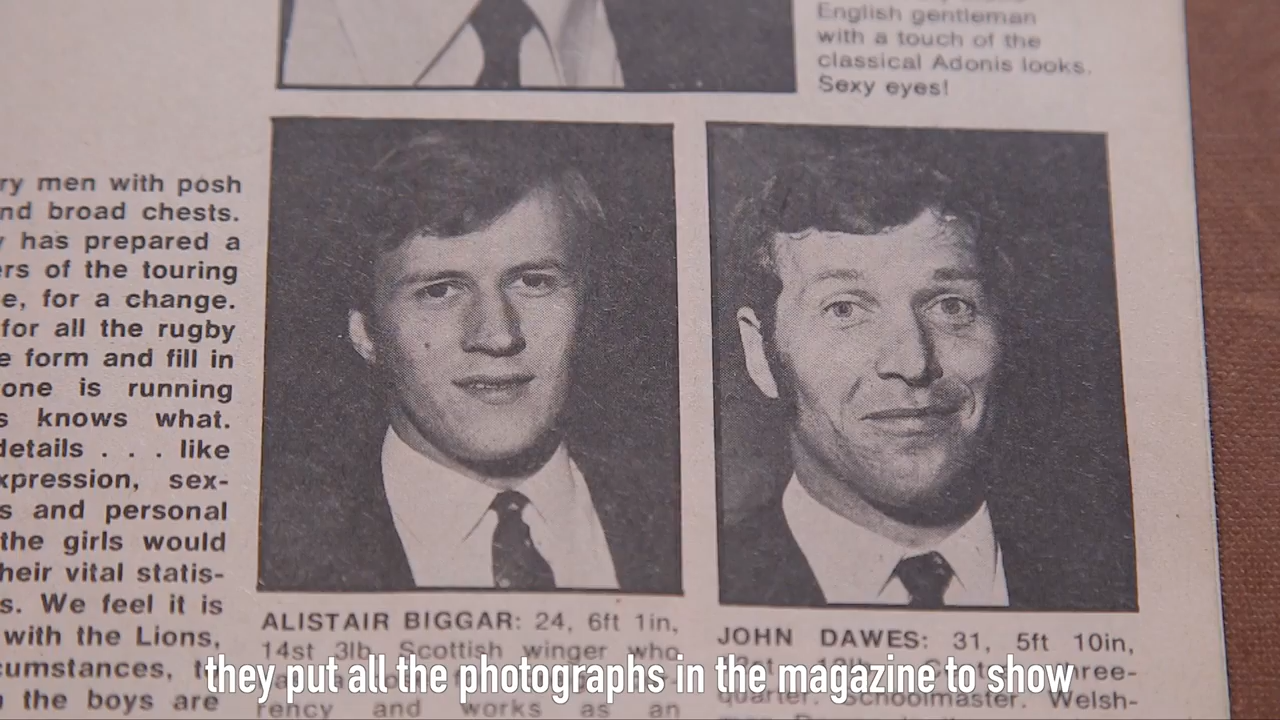 English gentleman
with a touch of the
classical Adonis looks.
Sexy eyes!
ry men with posh
nd broad chests.
y has prepared a
ers of the touring
e, for a change.
for all the rugby
e form and fill in
one is running
s knows what.
details . . . like
xpression, sex-
s and personal
the girls would
heir vital statis-
s. We feel it is
with the Lions,
cumstances, t
the boys are
ALISTAIR BIGGAR: 24, 6ft 1in,
14st 3lb. Scottish winger who
rency and works as an
JOHN DAWES: 31, 5ft 10in,
quarter. Schoolmaster. Welsh-
they put all the photographs in the magazine to show